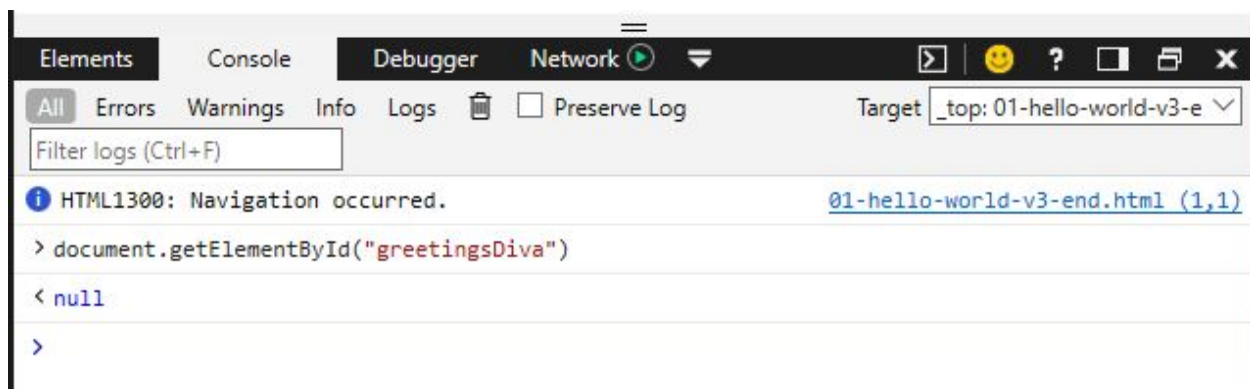 Elements Console Debugger Network ?
All Errors Warnings Info Logs Preserve Log Target _top: 01-hello-world-v3-e
Filter logs (Ctrl+F)
HTML1300: Navigation occurred. 01-hello-world-v3-end.html (1,1)
> document.getElementById("greetingsDiva")
< null
>